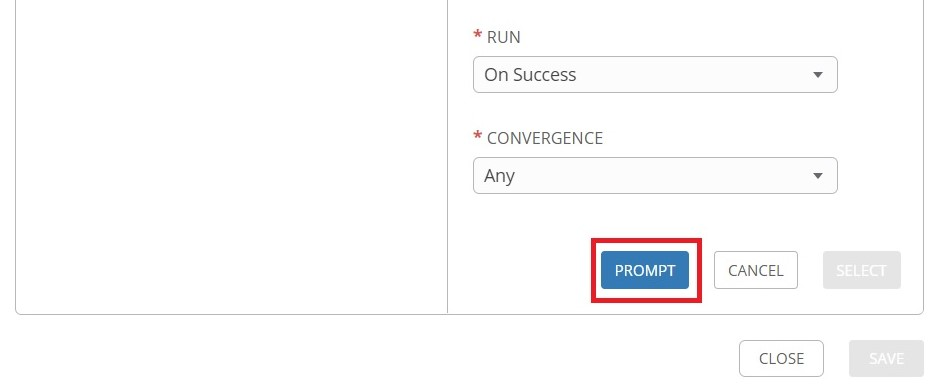 * RUN
On Success
* CONVERGENCE
Any
PROMPT CANCEL SELECT
CLOSE SAVE